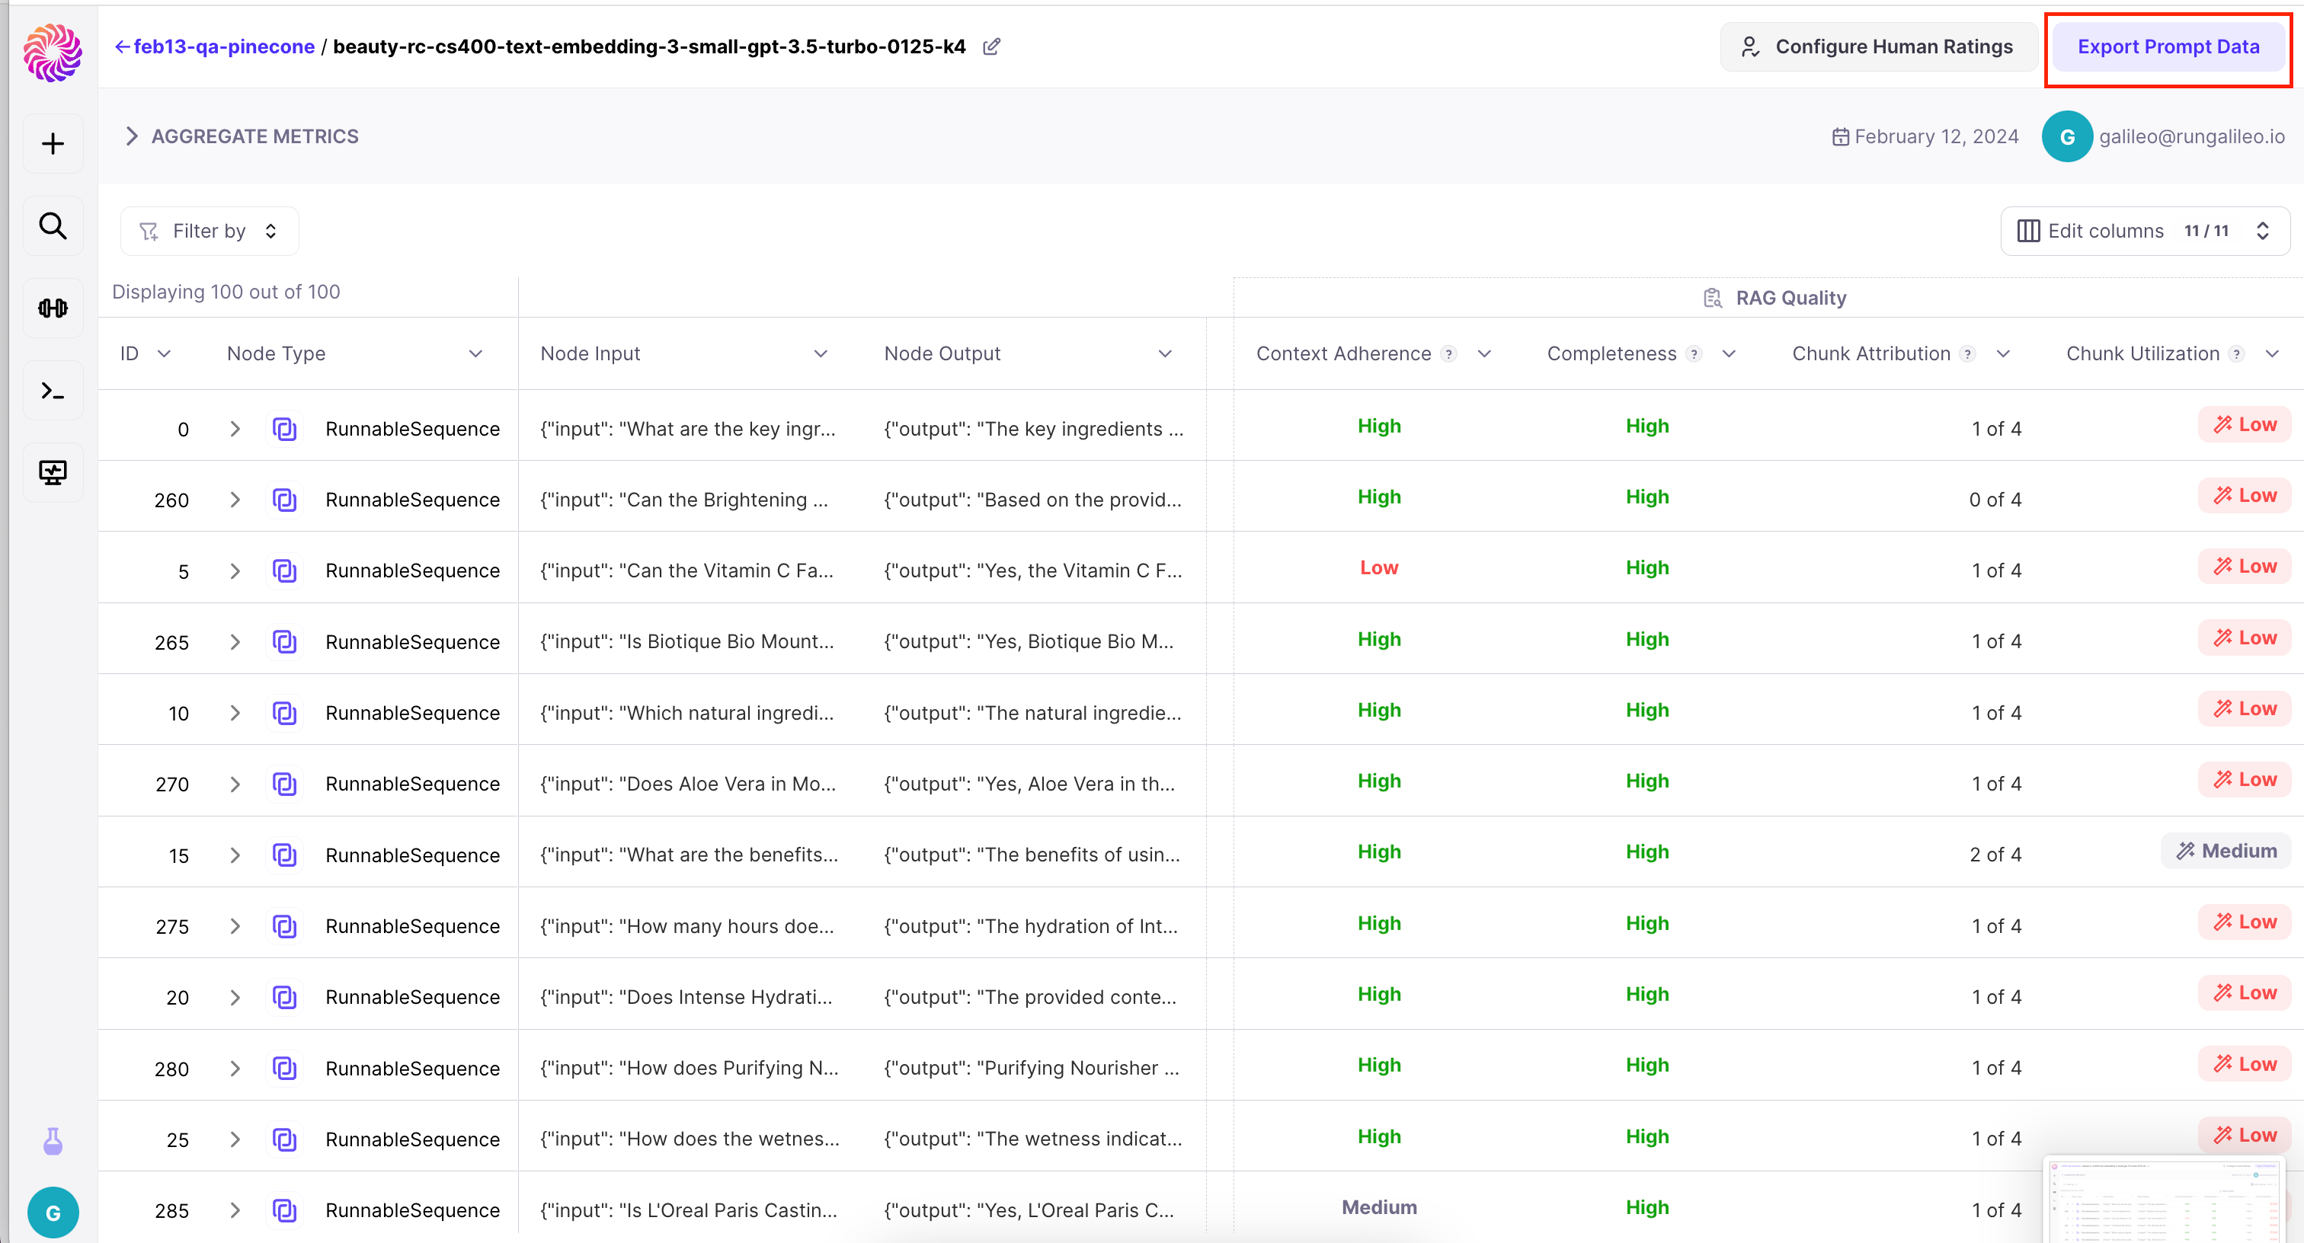 ←feb13-qa-pinecone / beauty-rc-cs400-text-embedding-3-small-gpt-3.5-turbo-0125-k4
Configure Human Ratings
Export Prompt Data
AGGREGATE METRICS
February 12, 2024
G
galileo@rungalileo.io
Filter by
Edit columns 11 / 11
Displaying 100 out of 100
RAG Quality
ID Node Type Node Input Node Output Context Adherence ? Completeness ? Chunk Attribution ? Chunk Utilization ?
0 RunnableSequence {"input": "What are the key ingr... {"output": "The key ingredients ... High High 1 of 4 Low
260 RunnableSequence {"input": "Can the Brightening ... {"output": "Based on the provid... High High 0 of 4 Low
5 RunnableSequence {"input": "Can the Vitamin C Fa... {"output": "Yes, the Vitamin C F... Low High 1 of 4 Low
265 RunnableSequence {"input": "Is Biotique Bio Mount... {"output": "Yes, Biotique Bio M... High High 1 of 4 Low
10 RunnableSequence {"input": "Which natural ingredi... {"output": "The natural ingredie... High High 1 of 4 Low
270 RunnableSequence {"input": "Does Aloe Vera in Mo... {"output": "Yes, Aloe Vera in th... High High 1 of 4 Low
15 RunnableSequence {"input": "What are the benefits... {"output": "The benefits of usin... High High 2 of 4 Medium
275 RunnableSequence {"input": "How many hours doe... {"output": "The hydration of Int... High High 1 of 4 Low
20 RunnableSequence {"input": "Does Intense Hydrati... {"output": "The provided conte... High High 1 of 4 Low
280 RunnableSequence {"input": "How does Purifying N... {"output": "Purifying Nourisher ... High High 1 of 4 Low
25 RunnableSequence {"input": "How does the wetnes... {"output": "The wetness indicat... High High 1 of 4 Low
285 RunnableSequence {"input": "Is L'Oreal Paris Castin... {"output": "Yes, L'Oreal Paris C... Medium High 1 of 4
G